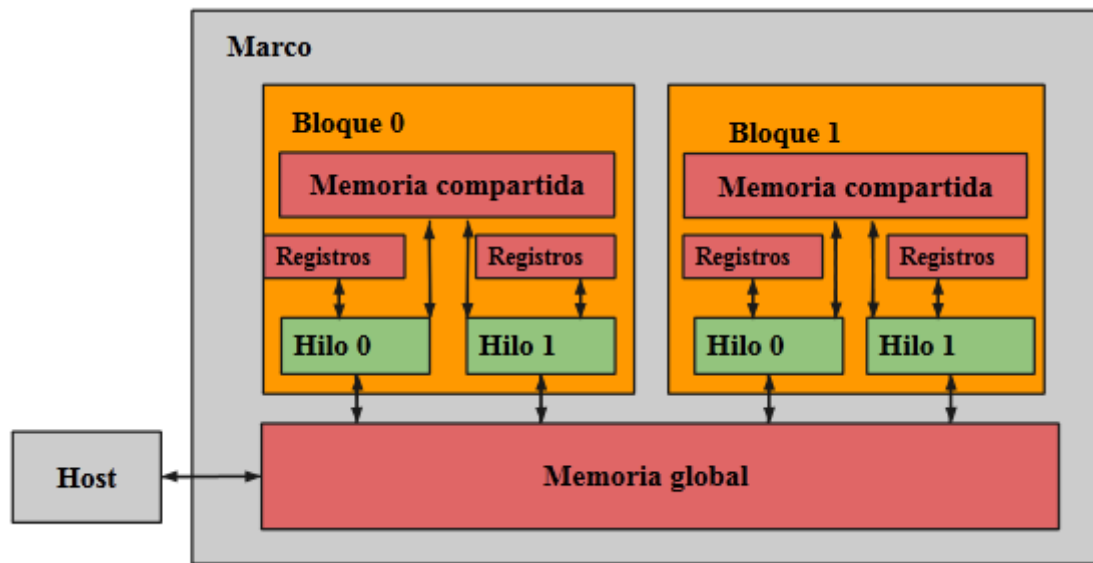 Marco
Bloque 0
Memoria compartida
Registros
Registros
Hilo 0
Hilo 1
Bloque 1
Memoria compartida
Registros
Registros
Hilo 0
Hilo 1
Host
Memoria global